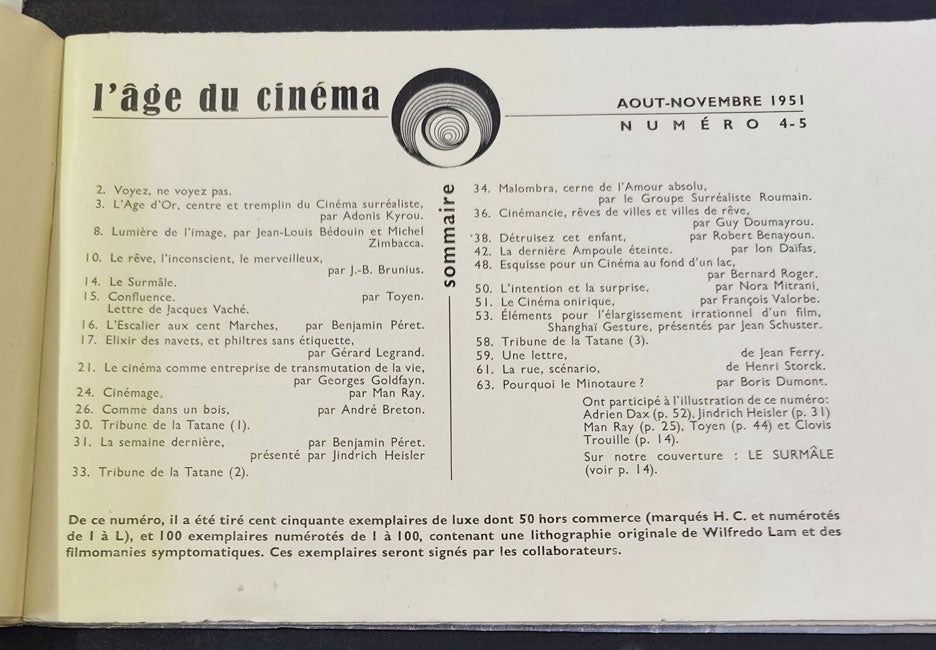 l'âge du cinéma
AOUT-NOVEMBRE 1951
NUMÉRO 4-5
sommaire
2. Voyez, ne voyez pas.
3. L'Age d'Or, centre et tremplin du Cinéma surréaliste,
par Adonis Kyrou.
8. Lumière de l'image, par Jean-Louis Bédouin et Michel
Zimbacca.
10. Le rêve, l'inconscient, le merveilleux,
par J.-B. Brunius.
14. Le Surmâle.
15. Confluence. par Toyen.
Lettre de Jacques Vaché.
16. L'Escalier aux cent Marches, par Benjamin Péret.
17. Elixir des navets, et philtres sans étiquette,
par Gérard Legrand.
21. Le cinéma comme entreprise de transmutation de la vie,
par Georges Goldfayn.
24. Cinémage, par Man Ray.
26. Comme dans un bois, par André Breton.
30. Tribune de la Tatane (1).
31. La semaine dernière, par Benjamin Péret.
présenté par Jindrich Heisler
33. Tribune de la Tatane (2).
34. Malombra, cerne de l'Amour absolu,
par le Groupe Surréaliste Roumain.
36. Cinémancie, rêves de villes et villes de rêve,
par Guy Doumayrou.
38. Détruisez cet enfant, par Robert Benayoun.
42. La dernière Ampoule éteinte. par Ion Daïfas.
48. Esquisse pour un Cinéma au fond d'un lac,
par Bernard Roger.
50. L'intention et la surprise, par Nora Mitrani.
51. Le Cinéma onirique, par François Valorbe.
53. Éléments pour l'élargissement irrationnel d'un film,
Shanghaï Gesture, présentés par Jean Schuster.
58. Tribune de la Tatane (3).
59. Une lettre, de Jean Ferry.
61. La rue, scénario, de Henri Storck.
63. Pourquoi le Minotaure ? par Boris Dumont.
Ont participé à l'illustration de ce numéro:
Adrien Dax (p. 52), Jindrich Heisler (p. 31)
Man Ray (p. 25), Toyen (p. 44) et Clovis
Trouille (p. 14).
Sur notre couverture : LE SURMÂLE
(voir p. 14).
De ce numéro, il a été tiré cent cinquante exemplaires de luxe dont 50 hors commerce (marqués H. C. et numérotés
de I à L), et 100 exemplaires numérotés de 1 à 100, contenant une lithographie originale de Wilfredo Lam et des
filmomanies symptomatiques. Ces exemplaires seront signés par les collaborateurs.